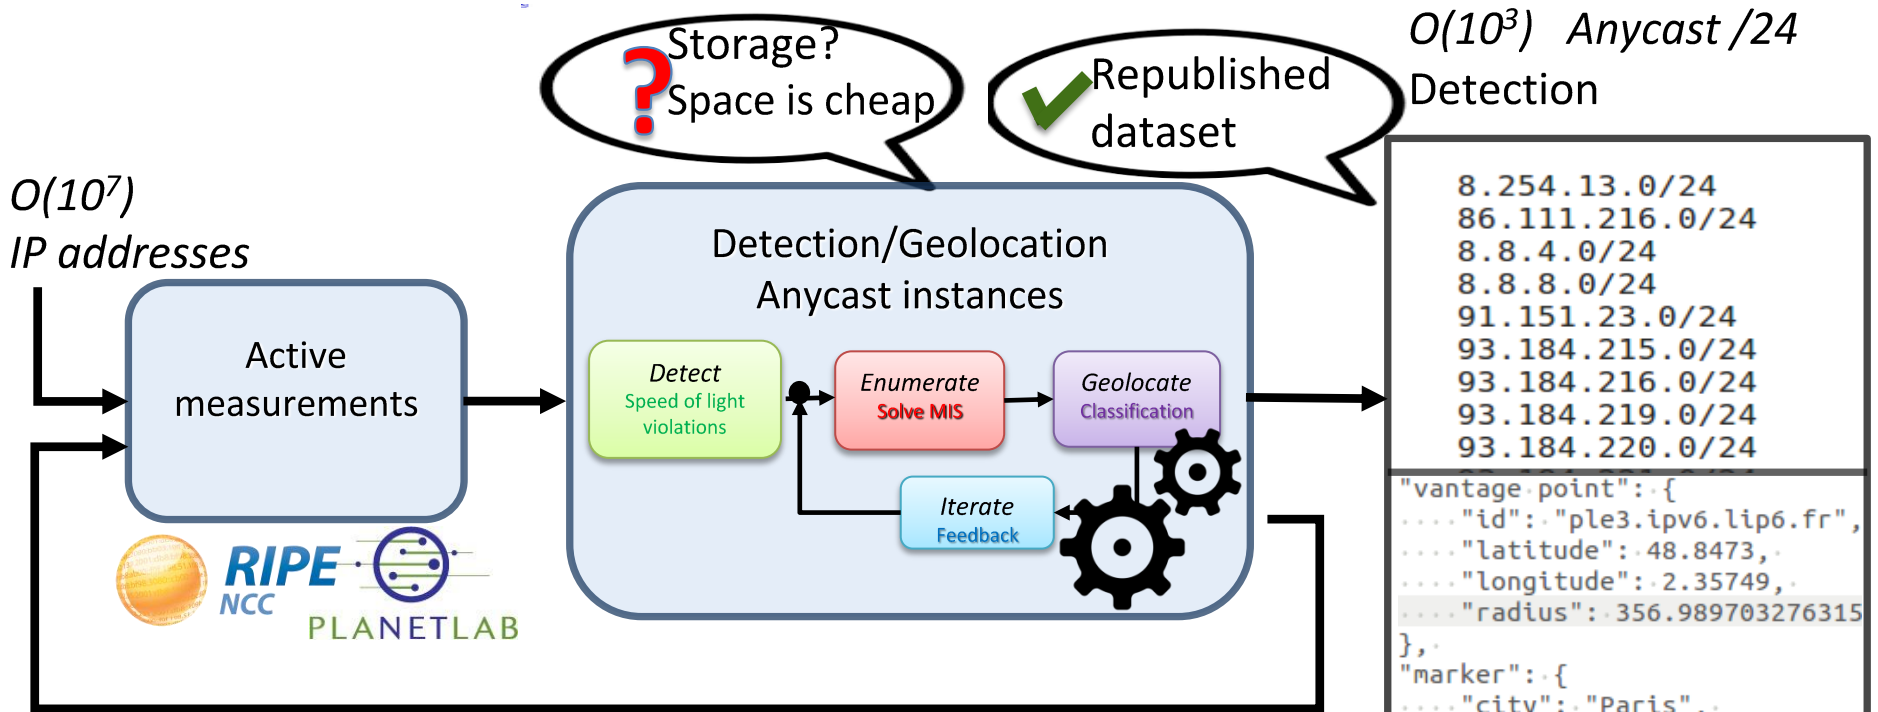 Storage?
Space is cheap
Republished
dataset
O(10³) Anycast /24
Detection
O(10⁷)
IP addresses
Active
measurements
RIPE
NCC
PLANETLAB
Detection/Geolocation
Anycast instances
Detect
Speed of light
violations
Enumerate
Solve MIS
Geolocate
Classification
Iterate
Feedback
8.254.13.0/24
86.111.216.0/24
8.8.4.0/24
8.8.8.0/24
91.151.23.0/24
93.184.215.0/24
93.184.216.0/24
93.184.219.0/24
93.184.220.0/24
"vantage·point":·{
····"id":·"ple3.ipv6.lip6.fr",
····"latitude":·48.8473,·
····"longitude":·2.35749,·
····"radius":·356.989703276315
},·
"marker":·{
····"city":·"Paris",·